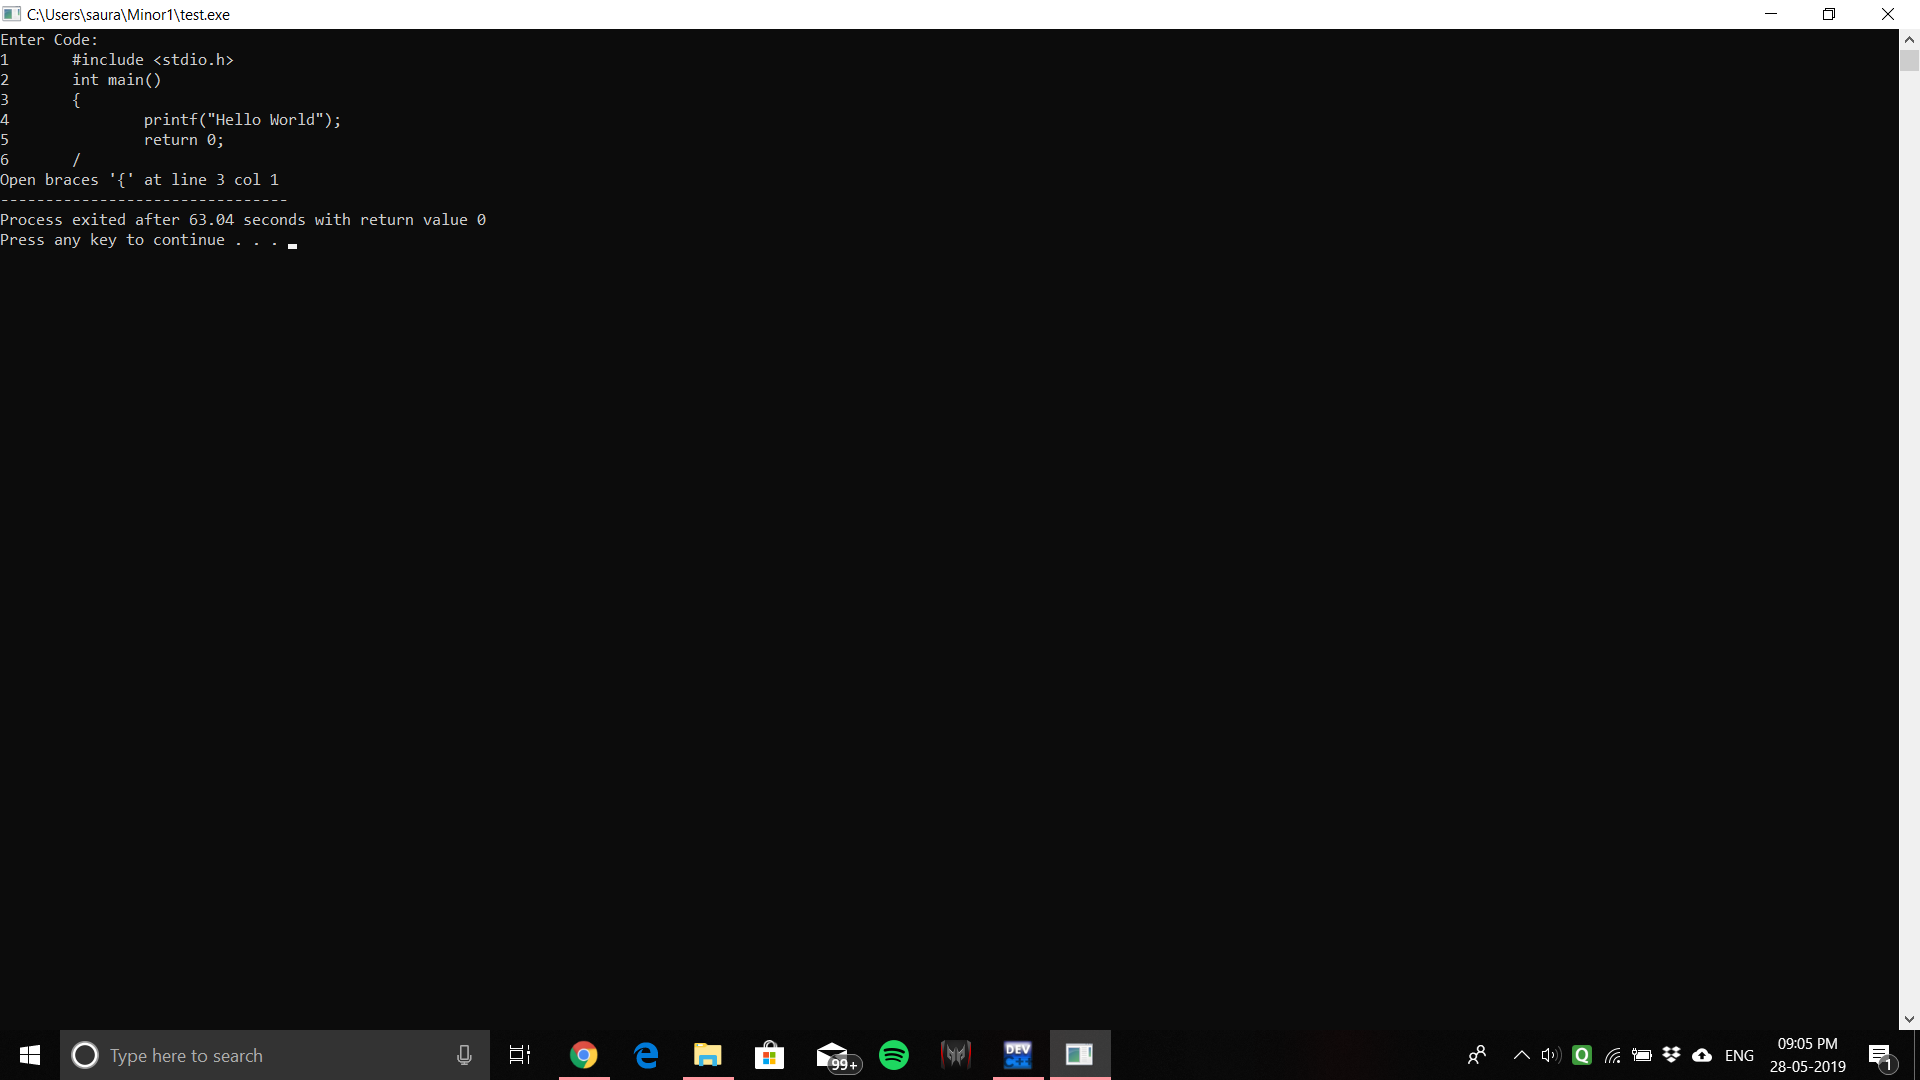 C:\Users\saura\Minor1\test.exe
Enter Code:
1 #include <stdio.h>
2 int main()
3 {
4 printf("Hello World");
5 return 0;
6 /
Open braces '{' at line 3 col 1
--------------------------------
Process exited after 63.04 seconds with return value 0
Press any key to continue . . .
Type here to search
99+
DEV C++
Q
ENG
09:05 PM
28-05-2019
1